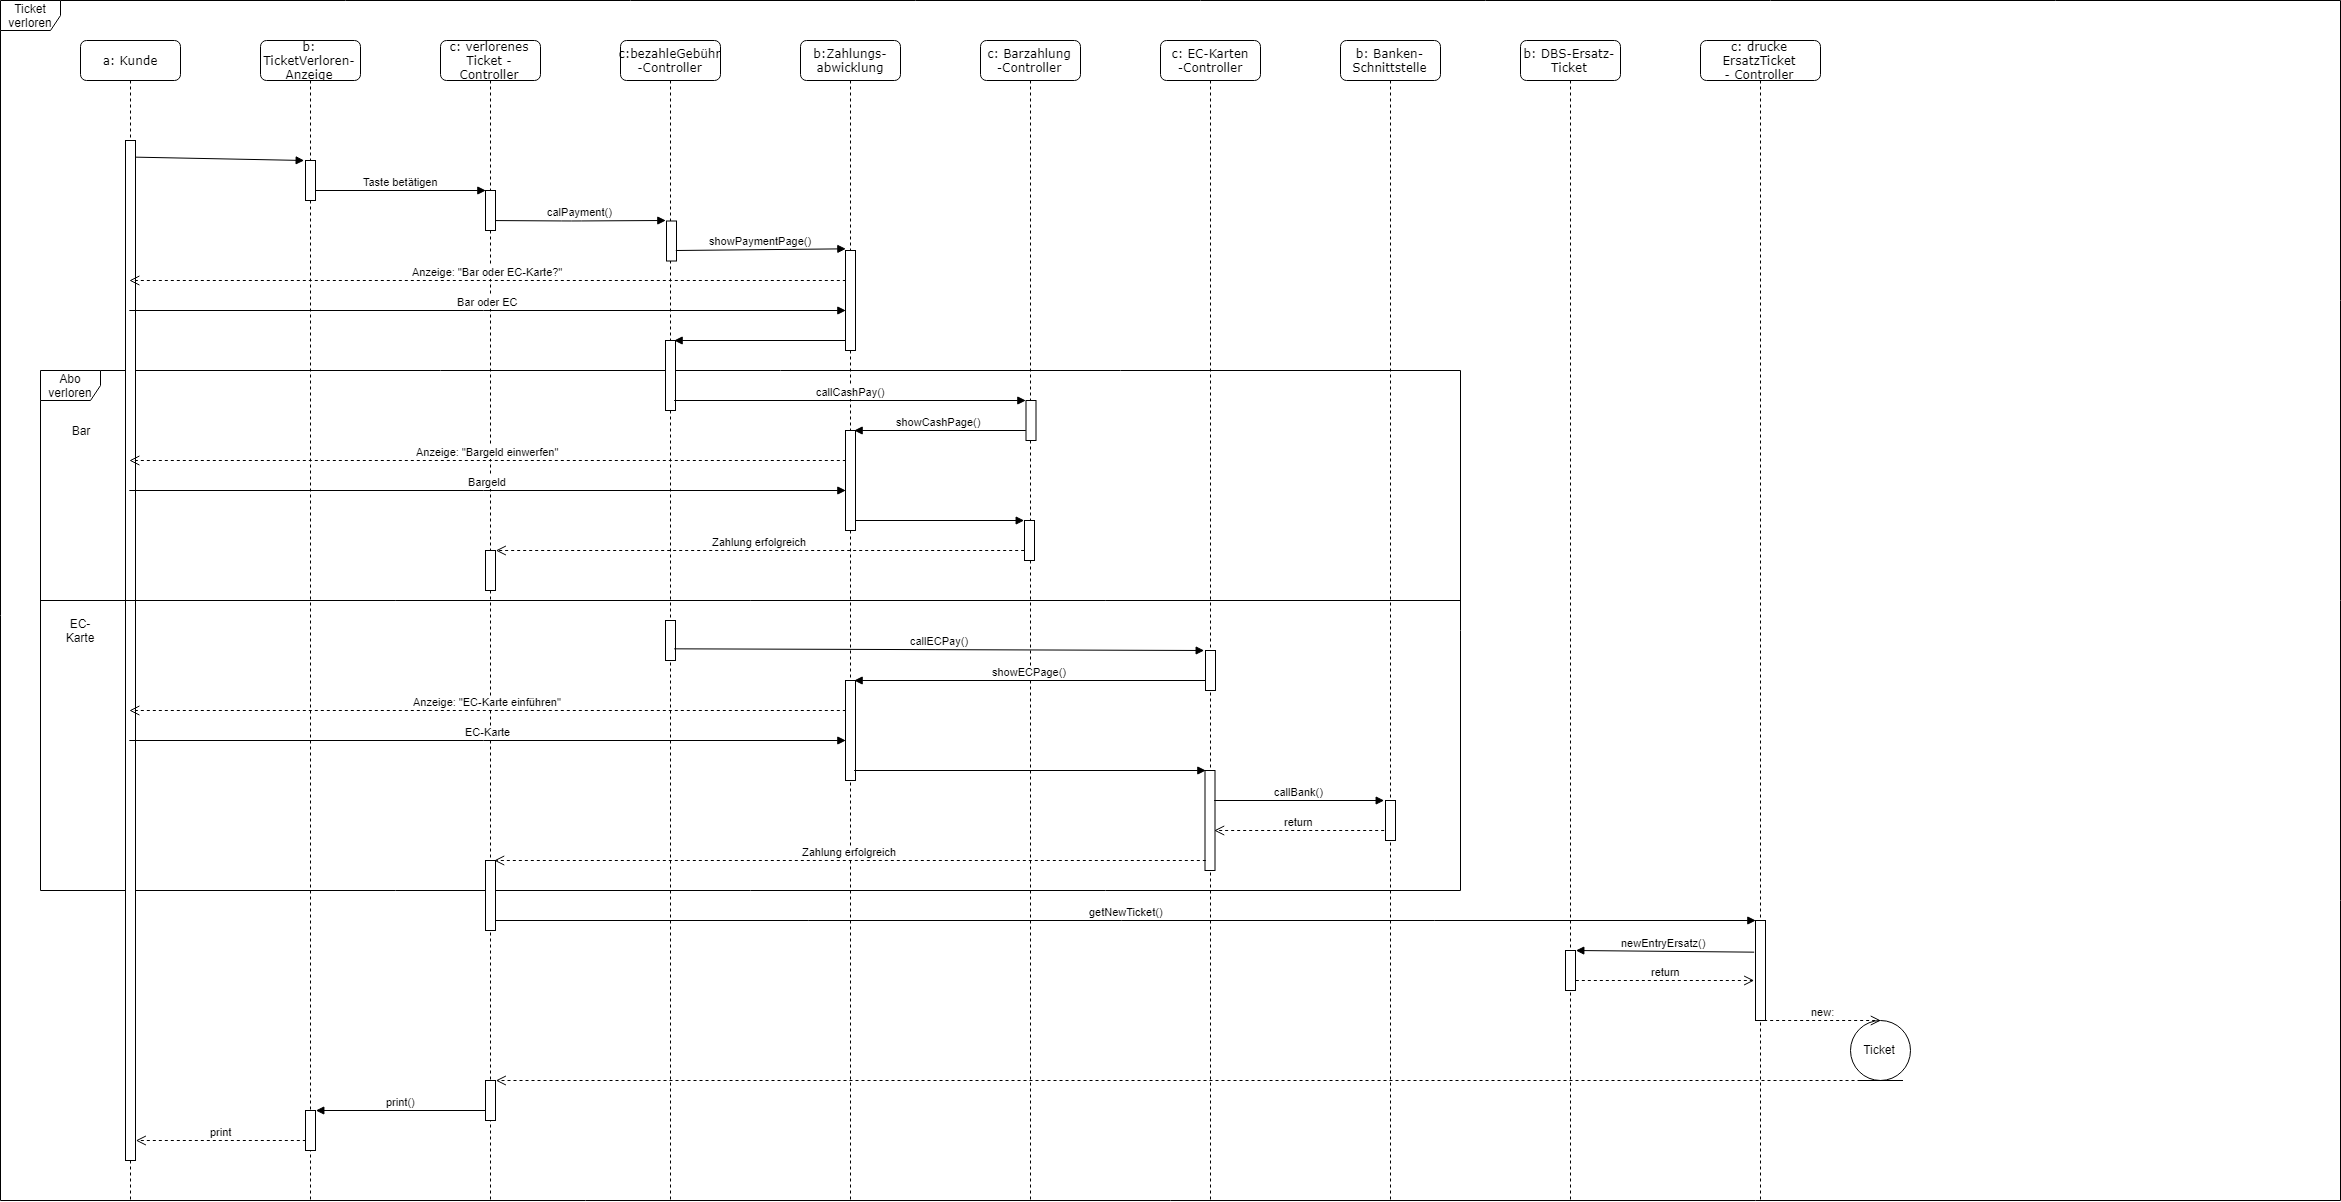 Ticket
verloren
a: Kunde
b:
TicketVerloren-
Anzeige
c: verlorenes
Ticket -
Controller
c:bezahleGebühr
-Controller
b:Zahlungs-
abwicklung
c: Barzahlung
-Controller
c: EC-Karten
-Controller
b: Banken-
Schnittstelle
b: DBS-Ersatz-
Ticket
c: drucke
ErsatzTicket
- Controller
Taste betätigen
calPayment()
showPaymentPage()
Anzeige: "Bar oder EC-Karte?"
Bar oder EC
Abo
verloren
callCashPay()
Bar
showCashPage()
Anzeige: "Bargeld einwerfen"
Bargeld
Zahlung erfolgreich
EC-
Karte
callECPay()
showECPage()
Anzeige: "EC-Karte einführen"
EC-Karte
callBank()
return
Zahlung erfolgreich
getNewTicket()
newEntryErsatz()
return
new:
Ticket
print()
print